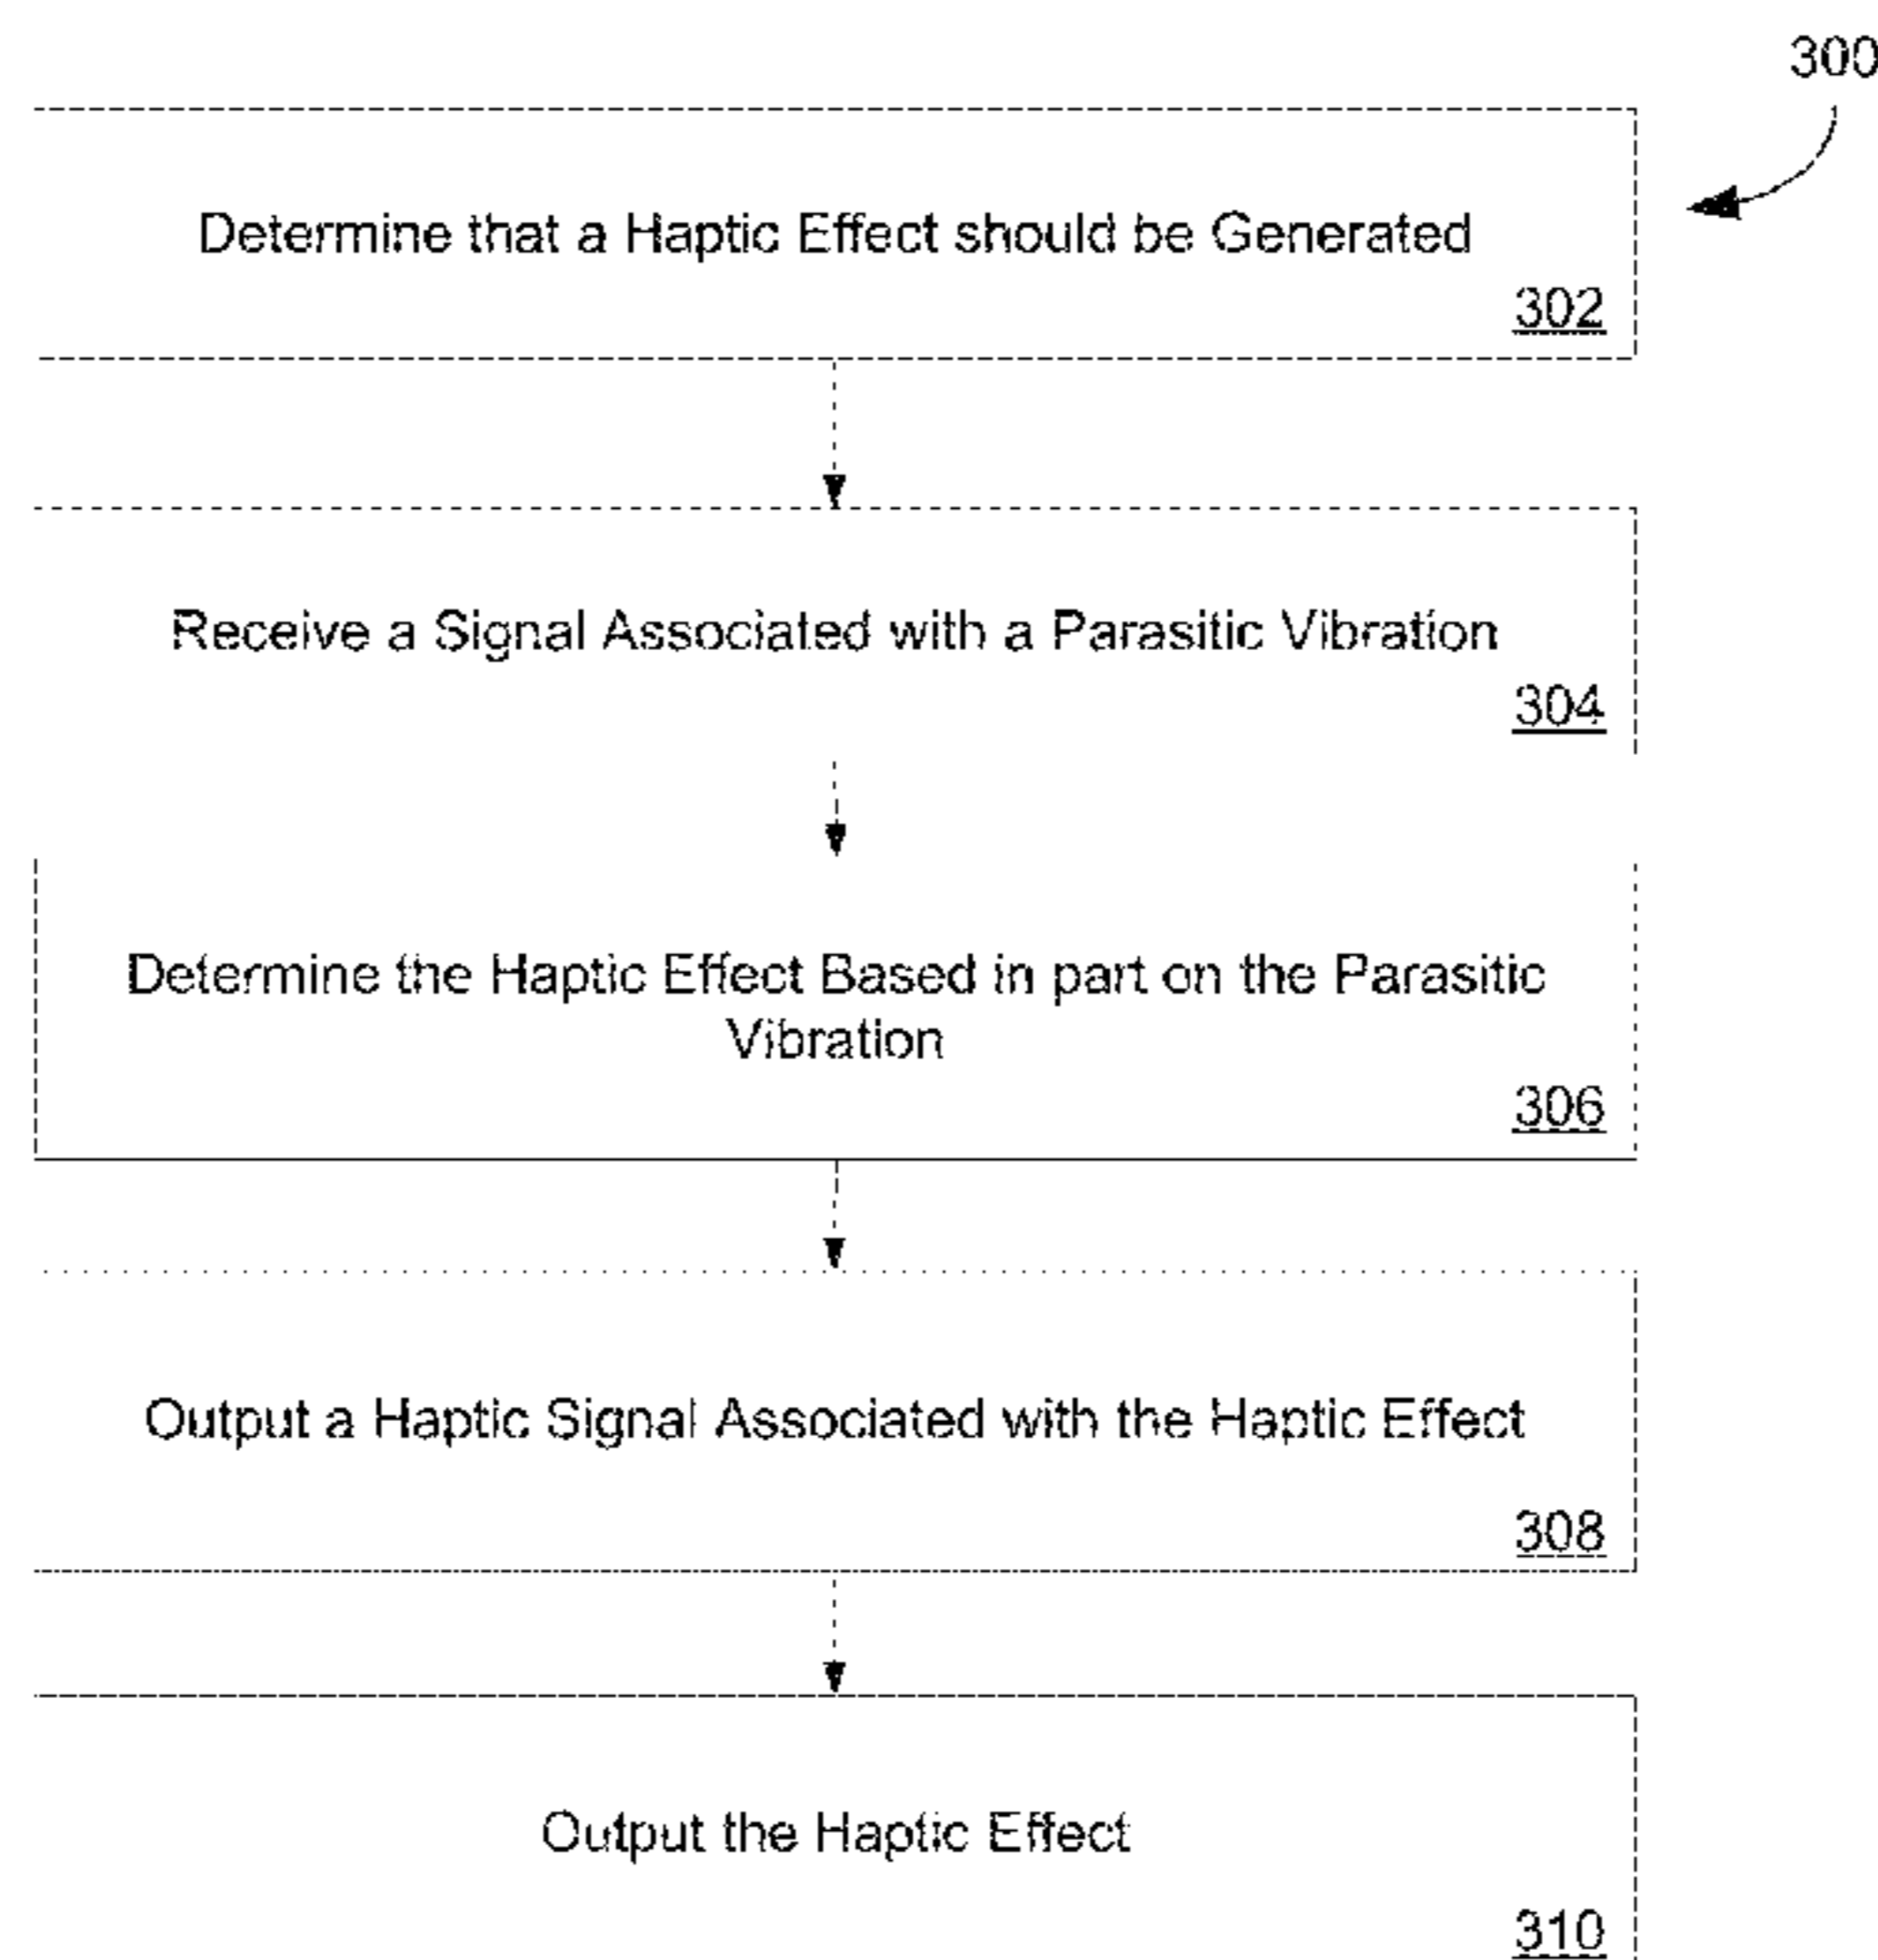 300
Determine that a Haptic Effect should be Generated
302
Receive a Signal Associated with a Parasitic Vibration
304
Determine the Haptic Effect Based in part on the Parasitic
Vibration
306
Output a Haptic Signal Associated with the Haptic Effect
308
Output the Haptic Effect
310